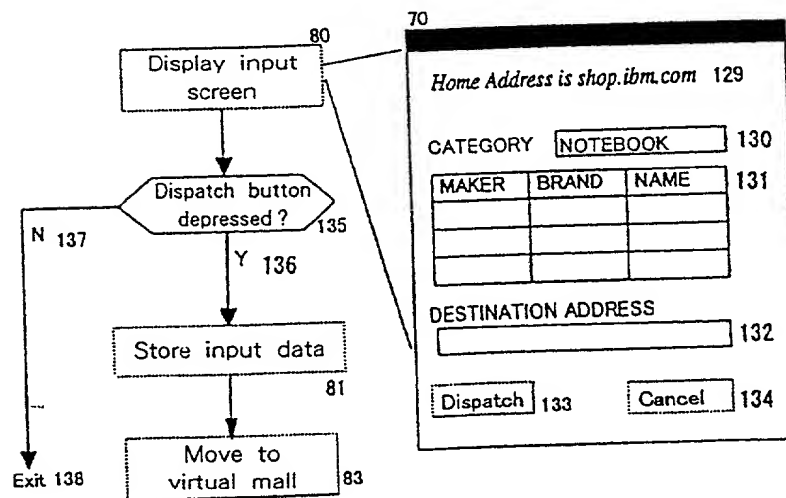 80
Display input
screen
Dispatch button
depressed ?
135
N 137
Y 136
Store input data
81
Move to
virtual mall
83
Exit 138
70
Home Address is shop.ibm.com 129
CATEGORY NOTEBOOK 130
MAKER BRAND NAME 131
DESTINATION ADDRESS
132
Dispatch 133 Cancel 134